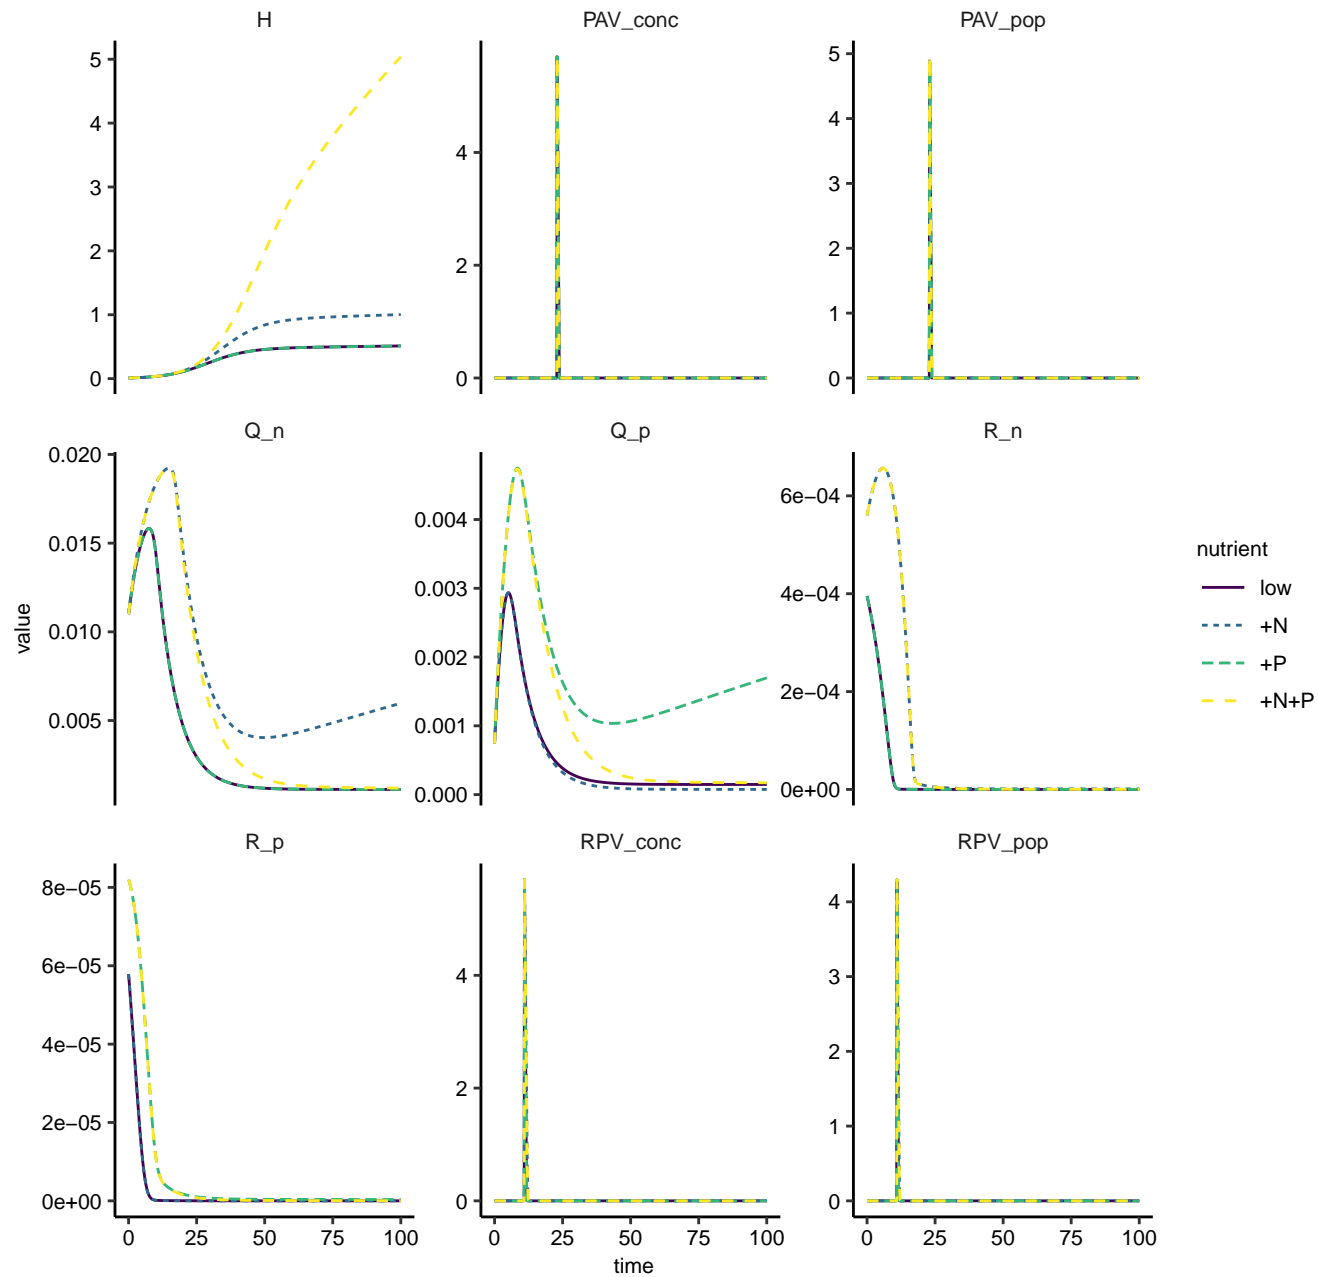 H
PAV_conc
PAV_pop
5
4
3
2
1
0
4
2
0
5
4
3
2
1
0
Q_n
Q_p
R_n
0.020
0.015
0.010
0.005
0.004
0.003
0.002
0.001
0.000
6e−04
4e−04
2e−04
0e+00
R_p
RPV_conc
RPV_pop
8e−05
6e−05
4e−05
2e−05
0e+00
4
2
0
4
3
2
1
0
0 25 50 75 100
0 25 50 75 100
0 25 50 75 100
time
value
nutrient
low
+N
+P
+N+P